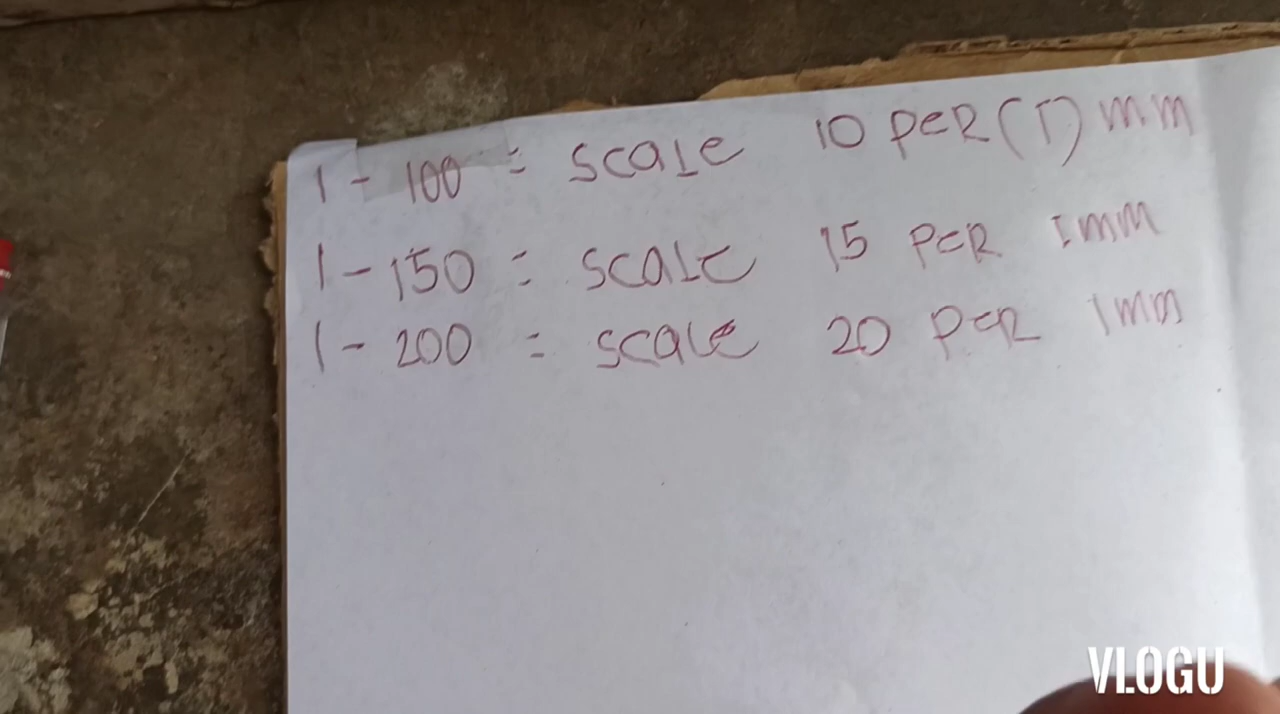 1 - 100 = scale 10 PER (1) mm
1 - 150 = scale 15 PER 1mm
1 - 200 = scale 20 PER 1mm
VLOGU